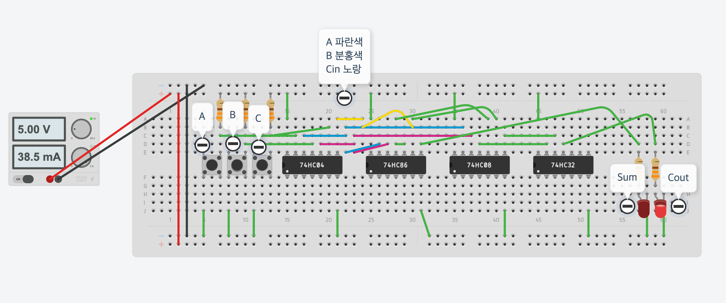 A 파란색
B 분홍색
Cin 노랑
A
B
C
5.00 V
38.5 mA
74HC04
74HC86
74HC08
74HC32
Sum
Cout